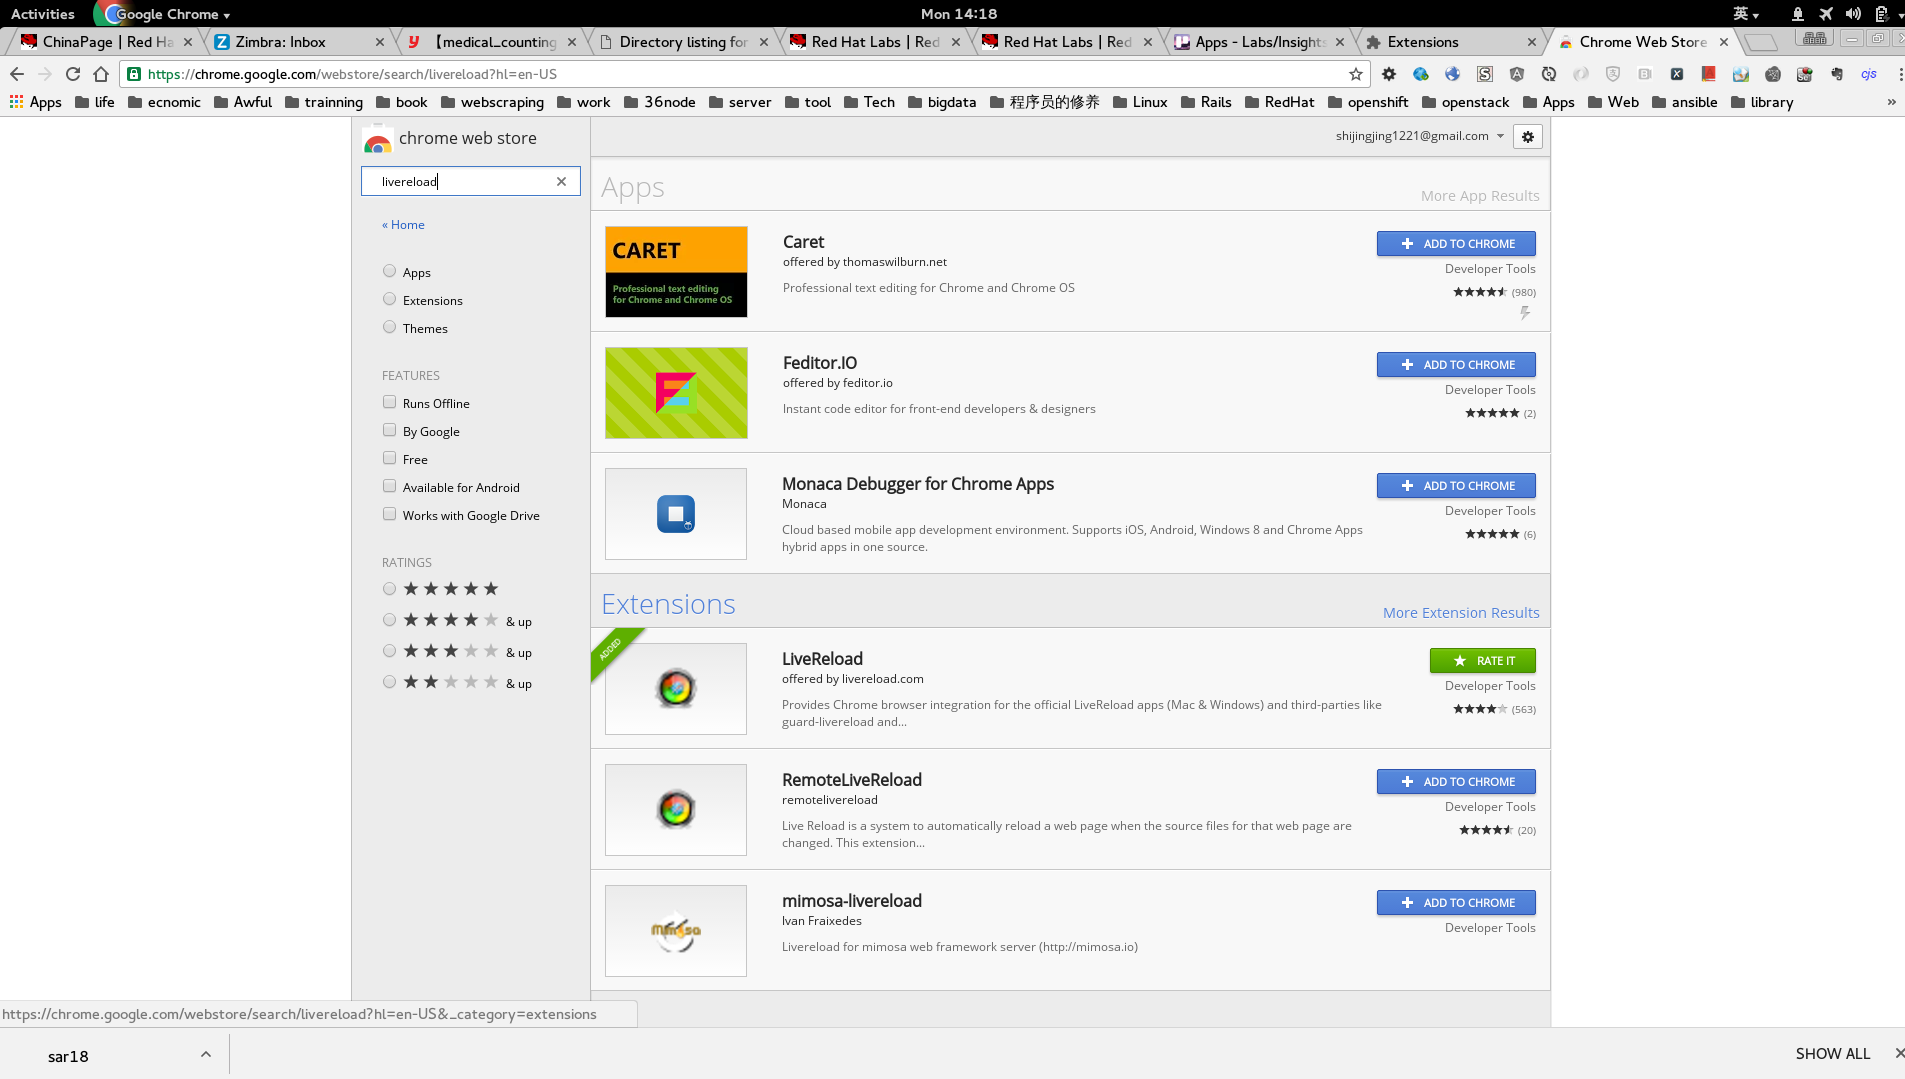 Activities
Google Chrome
Mon 14:18
英
ChinaPage | Red Ha
Zimbra: Inbox
【medical_counting
Directory listing for
Red Hat Labs | Red
Red Hat Labs | Red
Apps - Labs/Insights
Extensions
Chrome Web Store
https://chrome.google.com/webstore/search/livereload?hl=en-US
cjs
Apps
life
ecnomic
Awful
trainning
book
webscraping
work
36node
server
tool
Tech
bigdata
程序员的修养
Linux
Rails
RedHat
openshift
openstack
Apps
Web
ansible
library
»
chrome web store
shijingjing1221@gmail.com
livereload
« Home
Apps
Extensions
Themes
FEATURES
Runs Offline
By Google
Free
Available for Android
Works with Google Drive
RATINGS
& up
& up
& up
Apps
More App Results
CARET
Professional text editing
for Chrome and Chrome OS
Caret
offered by thomaswilburn.net
Professional text editing for Chrome and Chrome OS
ADD TO CHROME
Developer Tools
(980)
Feditor.IO
offered by feditor.io
Instant code editor for front-end developers & designers
ADD TO CHROME
Developer Tools
(2)
Monaca Debugger for Chrome Apps
Monaca
Cloud based mobile app development environment. Supports iOS, Android, Windows 8 and Chrome Apps
hybrid apps in one source.
ADD TO CHROME
Developer Tools
(6)
Extensions
More Extension Results
ADDED
LiveReload
offered by livereload.com
Provides Chrome browser integration for the official LiveReload apps (Mac & Windows) and third-parties like
guard-livereload and...
RATE IT
Developer Tools
(563)
RemoteLiveReload
remotelivereload
Live Reload is a system to automatically reload a web page when the source files for that web page are
changed. This extension...
ADD TO CHROME
Developer Tools
(20)
Mimosa
mimosa-livereload
Ivan Fraixedes
Livereload for mimosa web framework server (http://mimosa.io)
ADD TO CHROME
Developer Tools
https://chrome.google.com/webstore/search/livereload?hl=en-US&_category=extensions
sar18
SHOW ALL